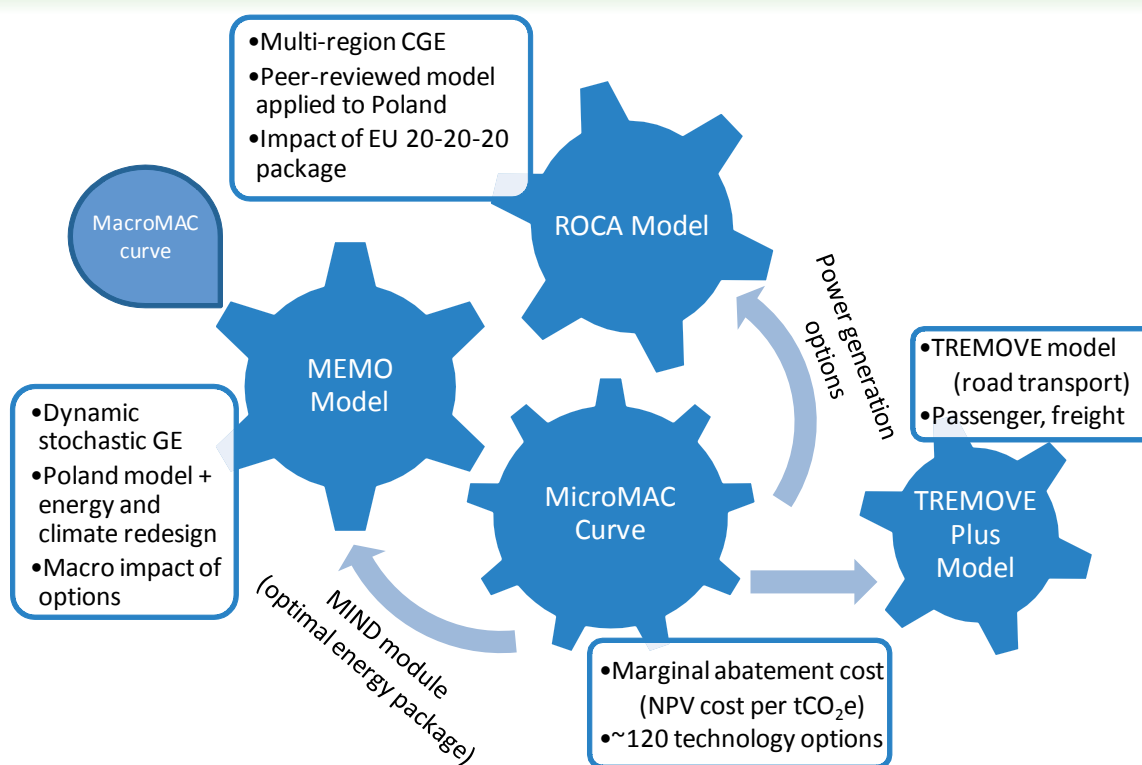 •Multi-region CGE
•Peer-reviewed model
applied to Poland
•Impact of EU 20-20-20
package
MacroMAC
curve
ROCA Model
MEMO
Model
Power generation
options
•TREMOVE model
(road transport)
•Passenger, freight
•Dynamic
stochastic GE
•Poland model +
energy and
climate redesign
•Macro impact of
options
MicroMAC
Curve
TREMOVE
Plus
Model
MIND module
(optimal energy package)
•Marginal abatement cost
(NPV cost per tCO₂e)
•~120 technology options